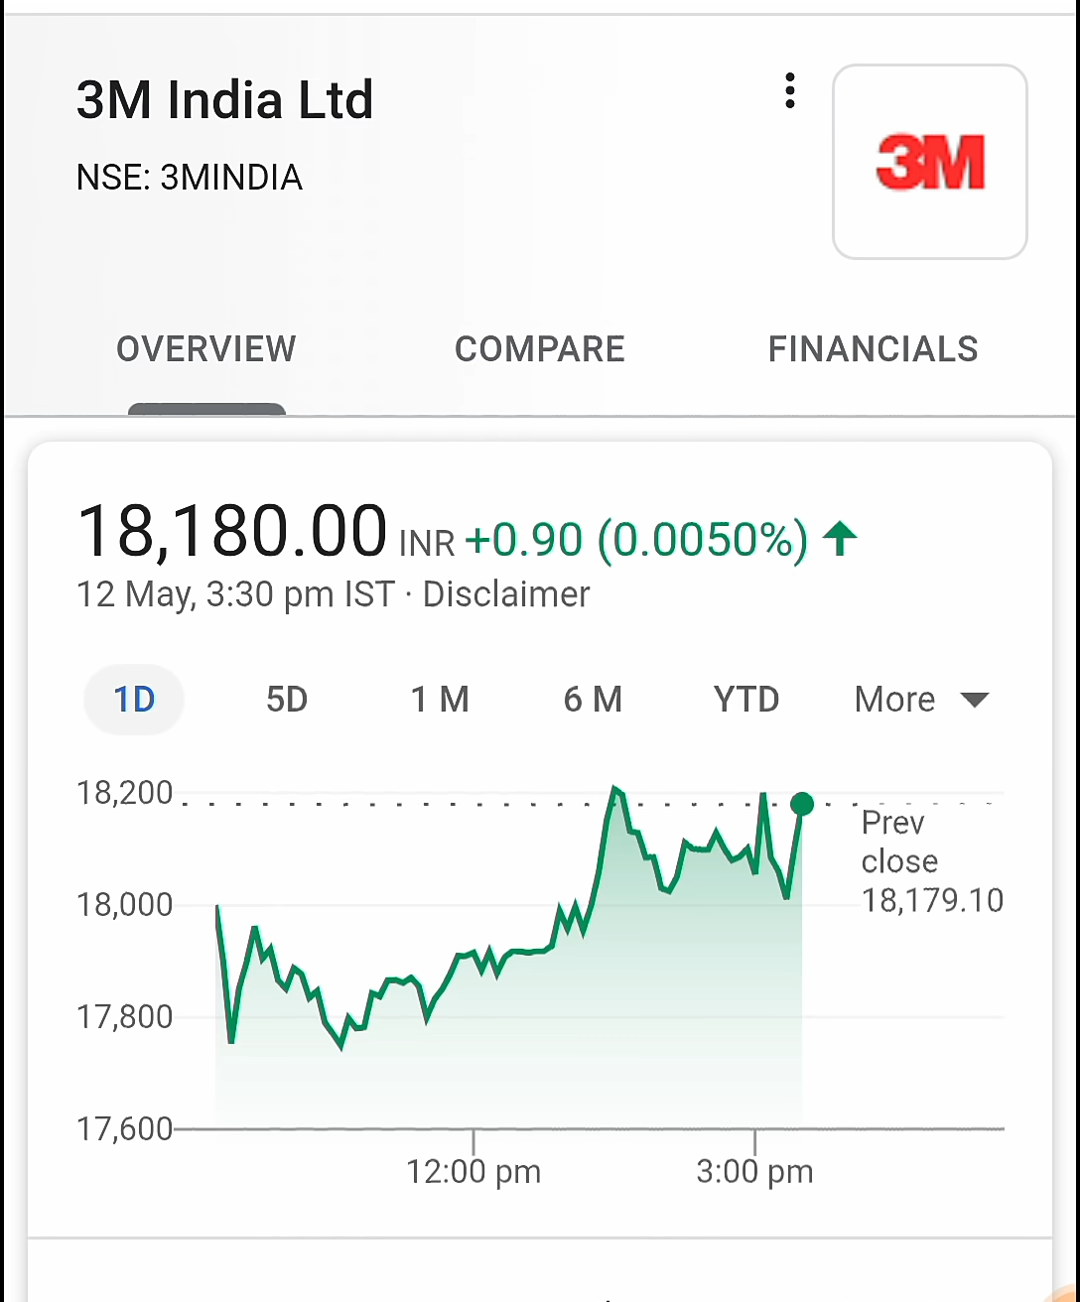 3M India Ltd
NSE: 3MINDIA
3M
OVERVIEW COMPARE FINANCIALS
18,180.00 INR +0.90 (0.0050%)
12 May, 3:30 pm IST · Disclaimer
1D 5D 1 M 6 M YTD More
18,200
Prev
close
18,179.10
18,000
17,800
17,600
12:00 pm 3:00 pm